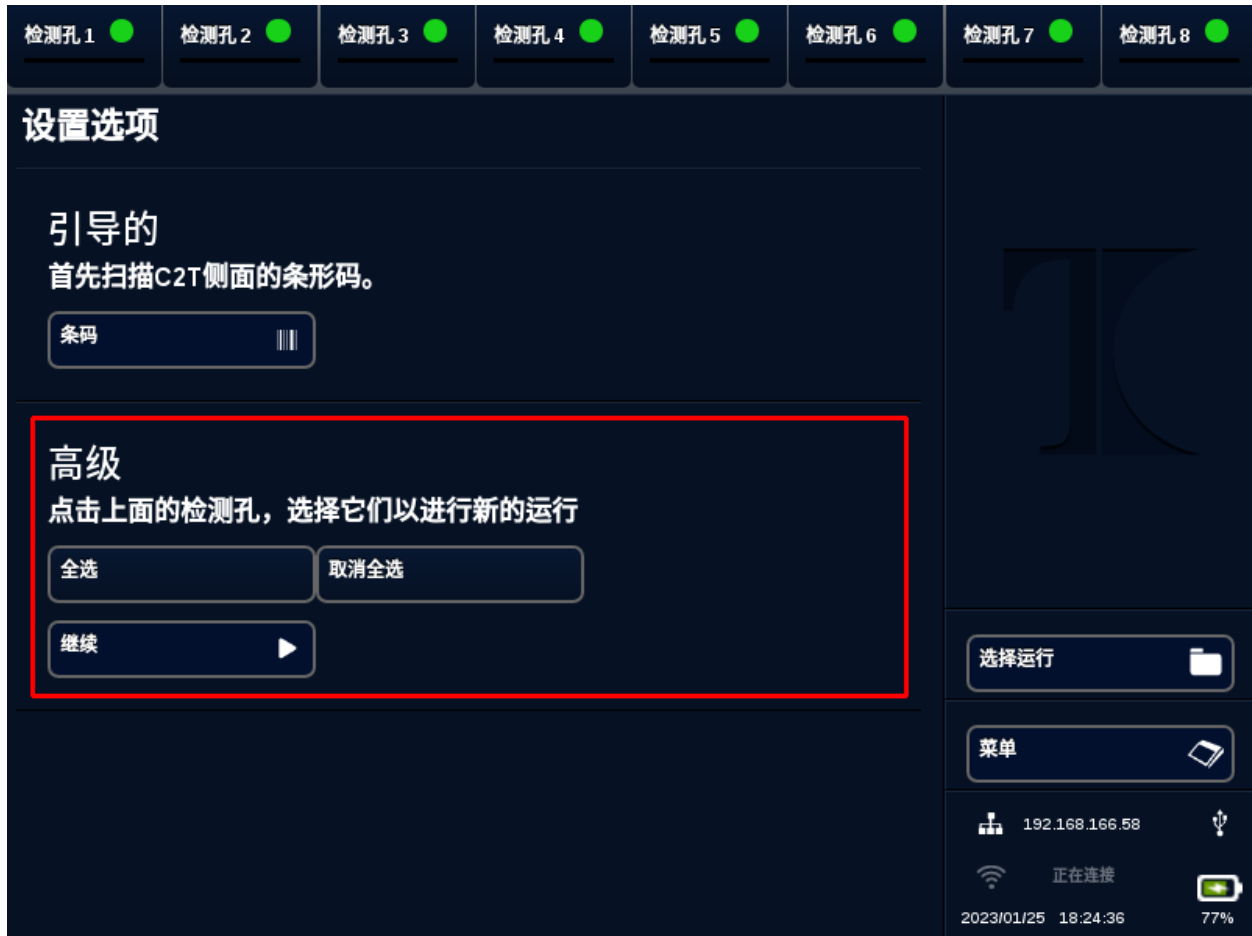 检测孔 1 检测孔 2 检测孔 3 检测孔 4 检测孔 5 检测孔 6 检测孔 7 检测孔 8
设置选项
引导的
首先扫描C2T侧面的条形码。
条码
高级
点击上面的检测孔，选择它们以进行新的运行
全选 取消全选
继续
选择运行
菜单
192.168.166.58
正在连接
2023/01/25 18:24:36 77%